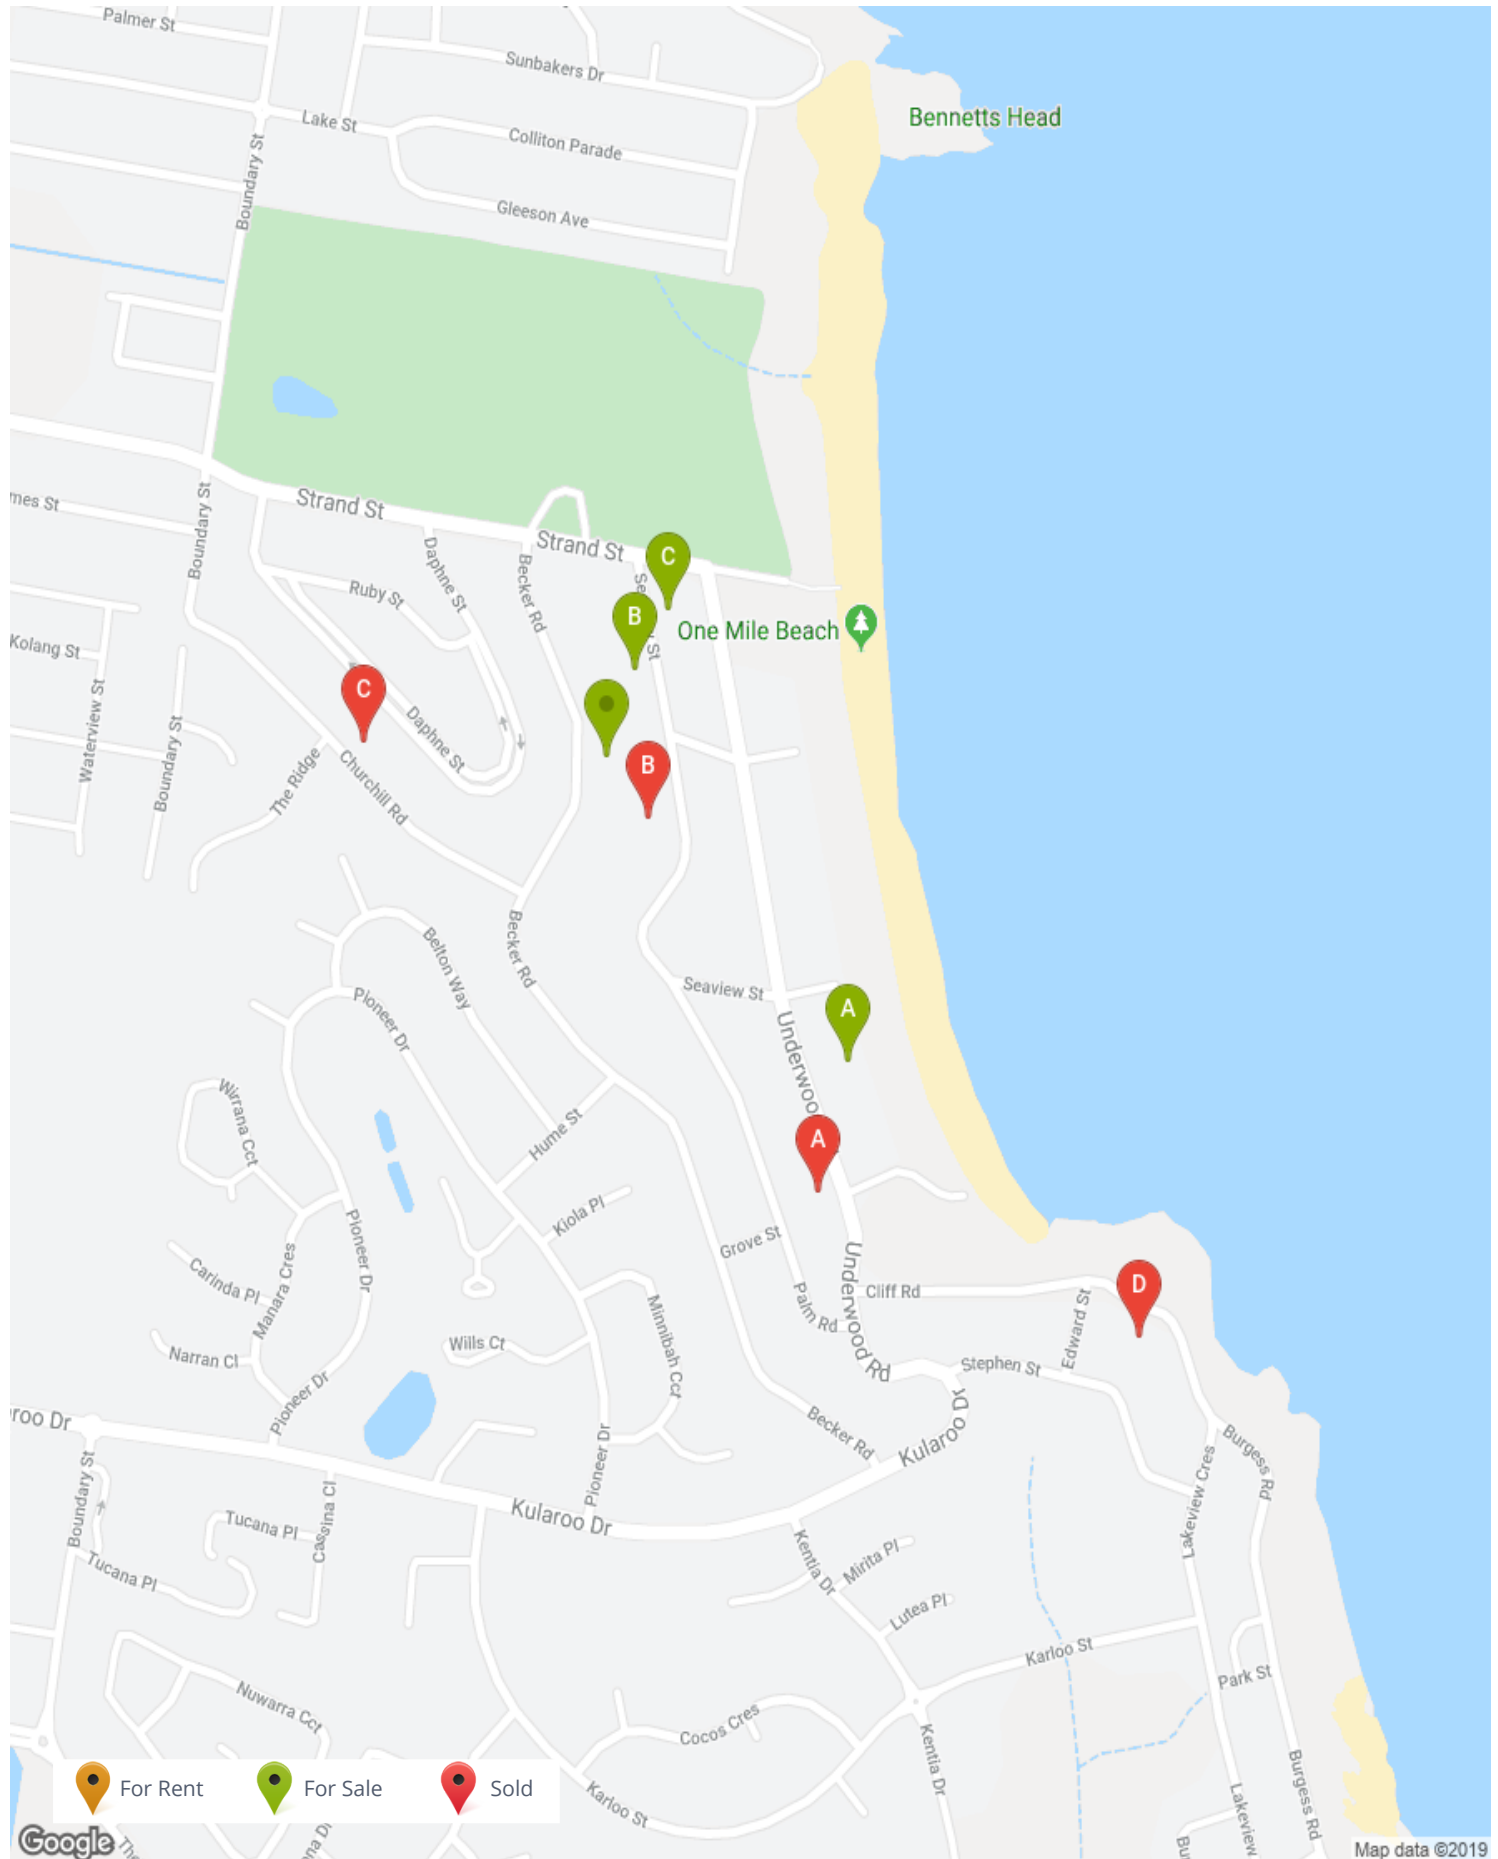 Palmer St
Sunbakers Dr
Bennetts Head
Lake St
Colliton Parade
Boundary St
Gleeson Ave
Strand St
mes St
Boundary St
Strand St
Daphne St
Becker Rd
C
Se
Ruby St
B
One Mile Beach
St
Kolang St
C
Waterview St
Daphne St
Boundary St
The Ridge
Churchill Rd
B
Becker Rd
Belton Way
Seaview St
A
Pioneer Dr
Underwoo
Wirrana Cct
Hume St
A
Kiola Pl
Grove St
Pioneer Dr
Carinda Pl
Manara Cres
Underwood Rd
Cliff Rd
D
Palm Rd
Minnibah Cct
Edward St
Narran Cl
Wills Ct
Stephen St
Pioneer Dr
roo Dr
Becker Rd
Kularoo Dr
Burgess Rd
Boundary St
Pioneer Dr
Lakeview Cres
Cassina Cl
Tucana Pl
Kularoo Dr
Tucana Pl
Kentia Dr
Mirita Pl
Lutea Pl
Karloo St
Park St
Nuwarra Cct
Cocos Cres
Kentia Dr
Burgess Rd
Karloo St
Lakeview
For Rent
For Sale
Sold
Google
The
na Dr
Bu
Map data ©2019